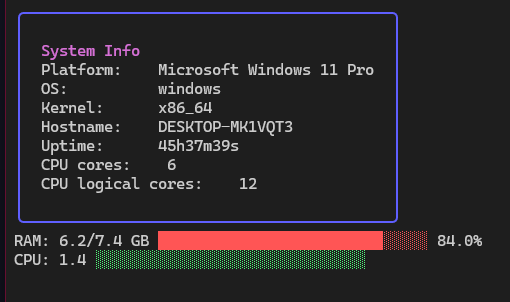 System Info
Platform: Microsoft Windows 11 Pro
OS: windows
Kernel: x86_64
Hostname: DESKTOP-MK1VQT3
Uptime: 45h37m39s
CPU cores: 6
CPU logical cores: 12
RAM: 6.2/7.4 GB 84.0%
CPU: 1.4